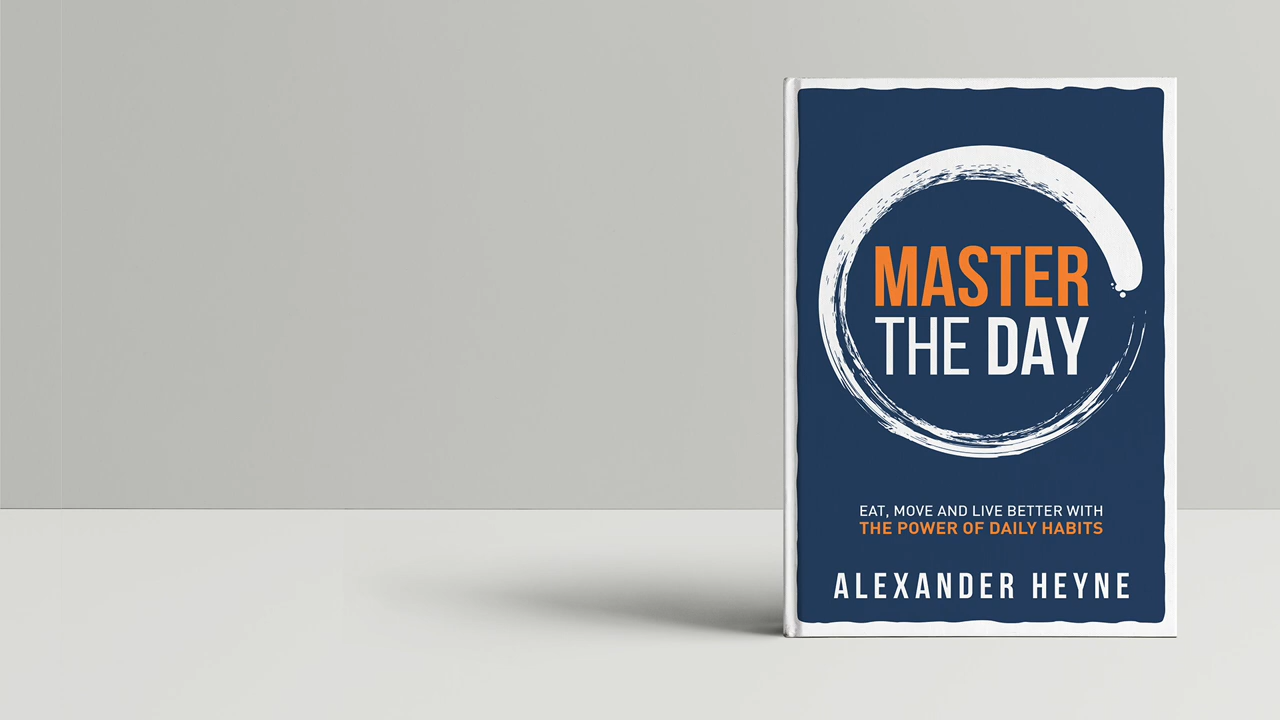 MASTER
THE DAY
EAT, MOVE AND LIVE BETTER WITH
THE POWER OF DAILY HABITS
ALEXANDER HEYNE